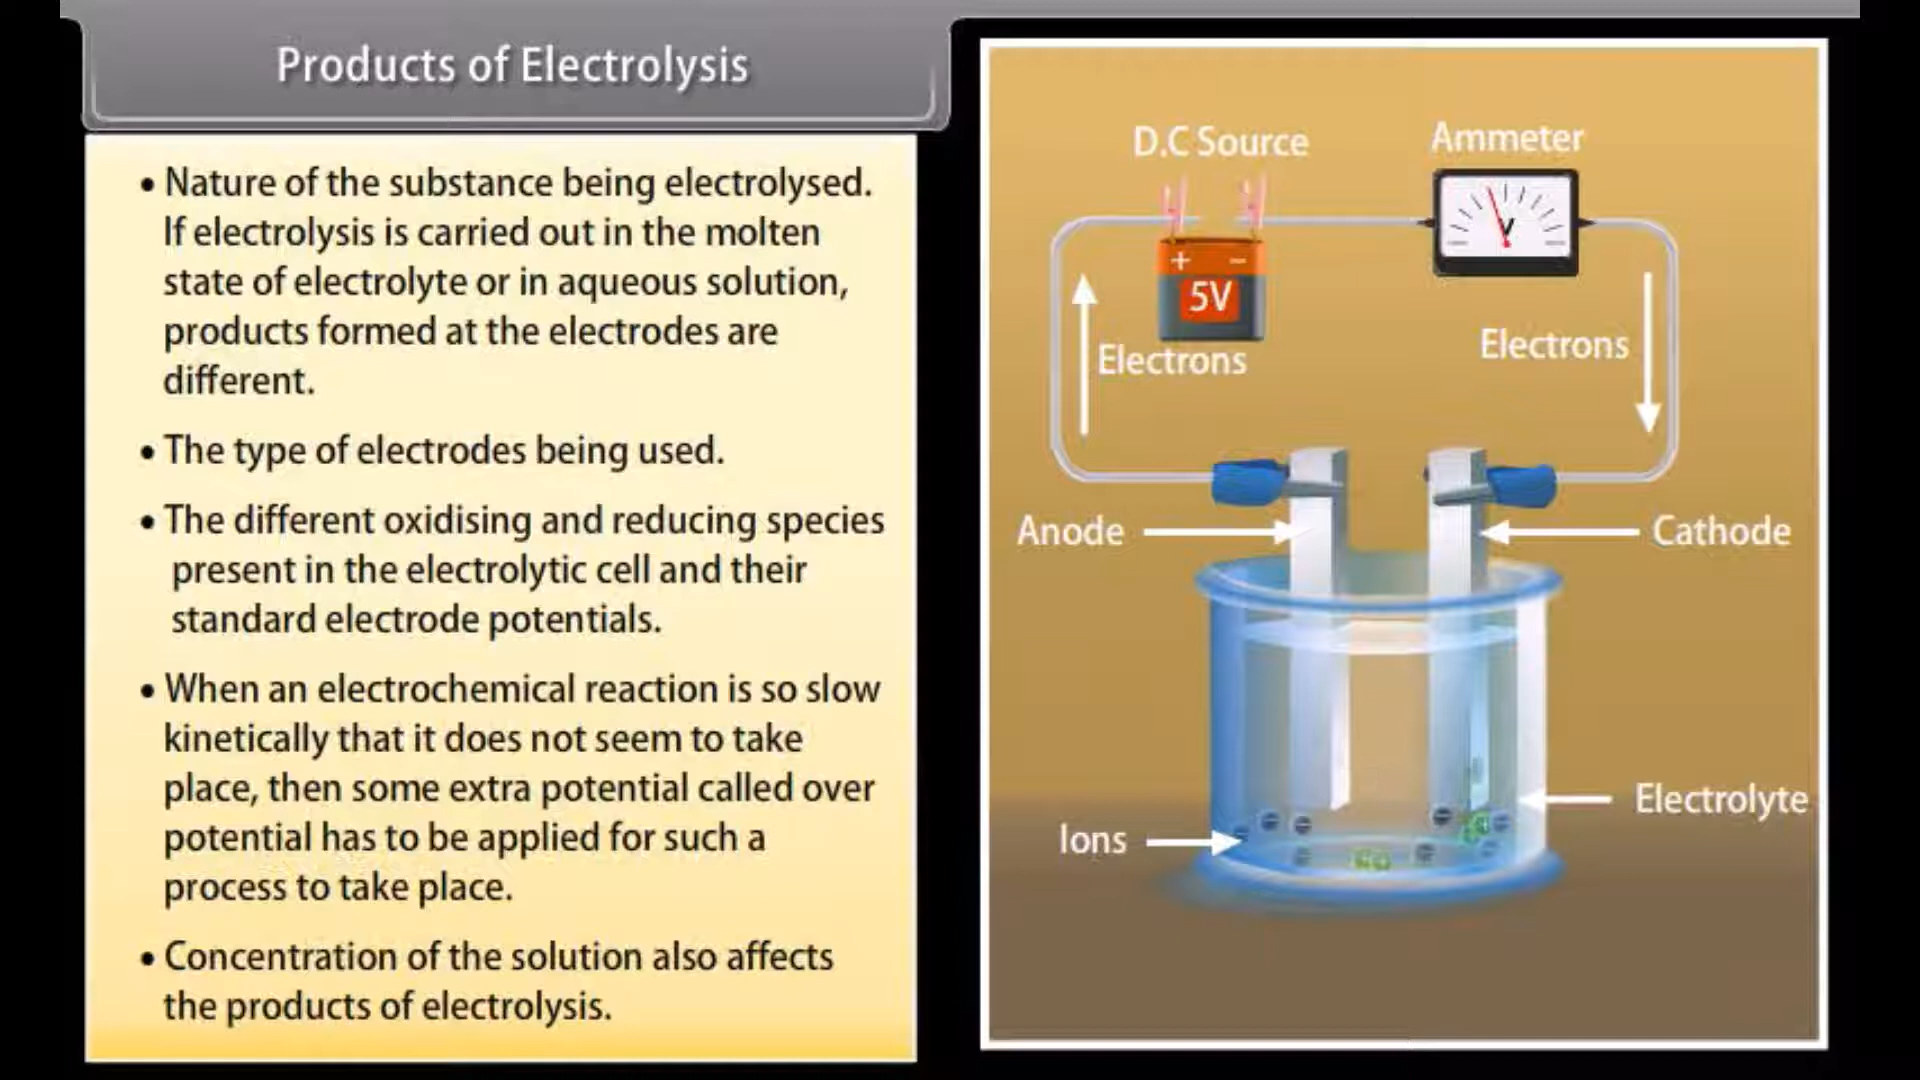 Products of Electrolysis
• Nature of the substance being electrolysed.
If electrolysis is carried out in the molten
state of electrolyte or in aqueous solution,
products formed at the electrodes are
different.
• The type of electrodes being used.
• The different oxidising and reducing species
present in the electrolytic cell and their
standard electrode potentials.
• When an electrochemical reaction is so slow
kinetically that it does not seem to take
place, then some extra potential called over
potential has to be applied for such a
process to take place.
• Concentration of the solution also affects
the products of electrolysis.
D.C Source
Ammeter
V
+ −
5V
Electrons
Electrons
Anode
Cathode
Electrolyte
Ions